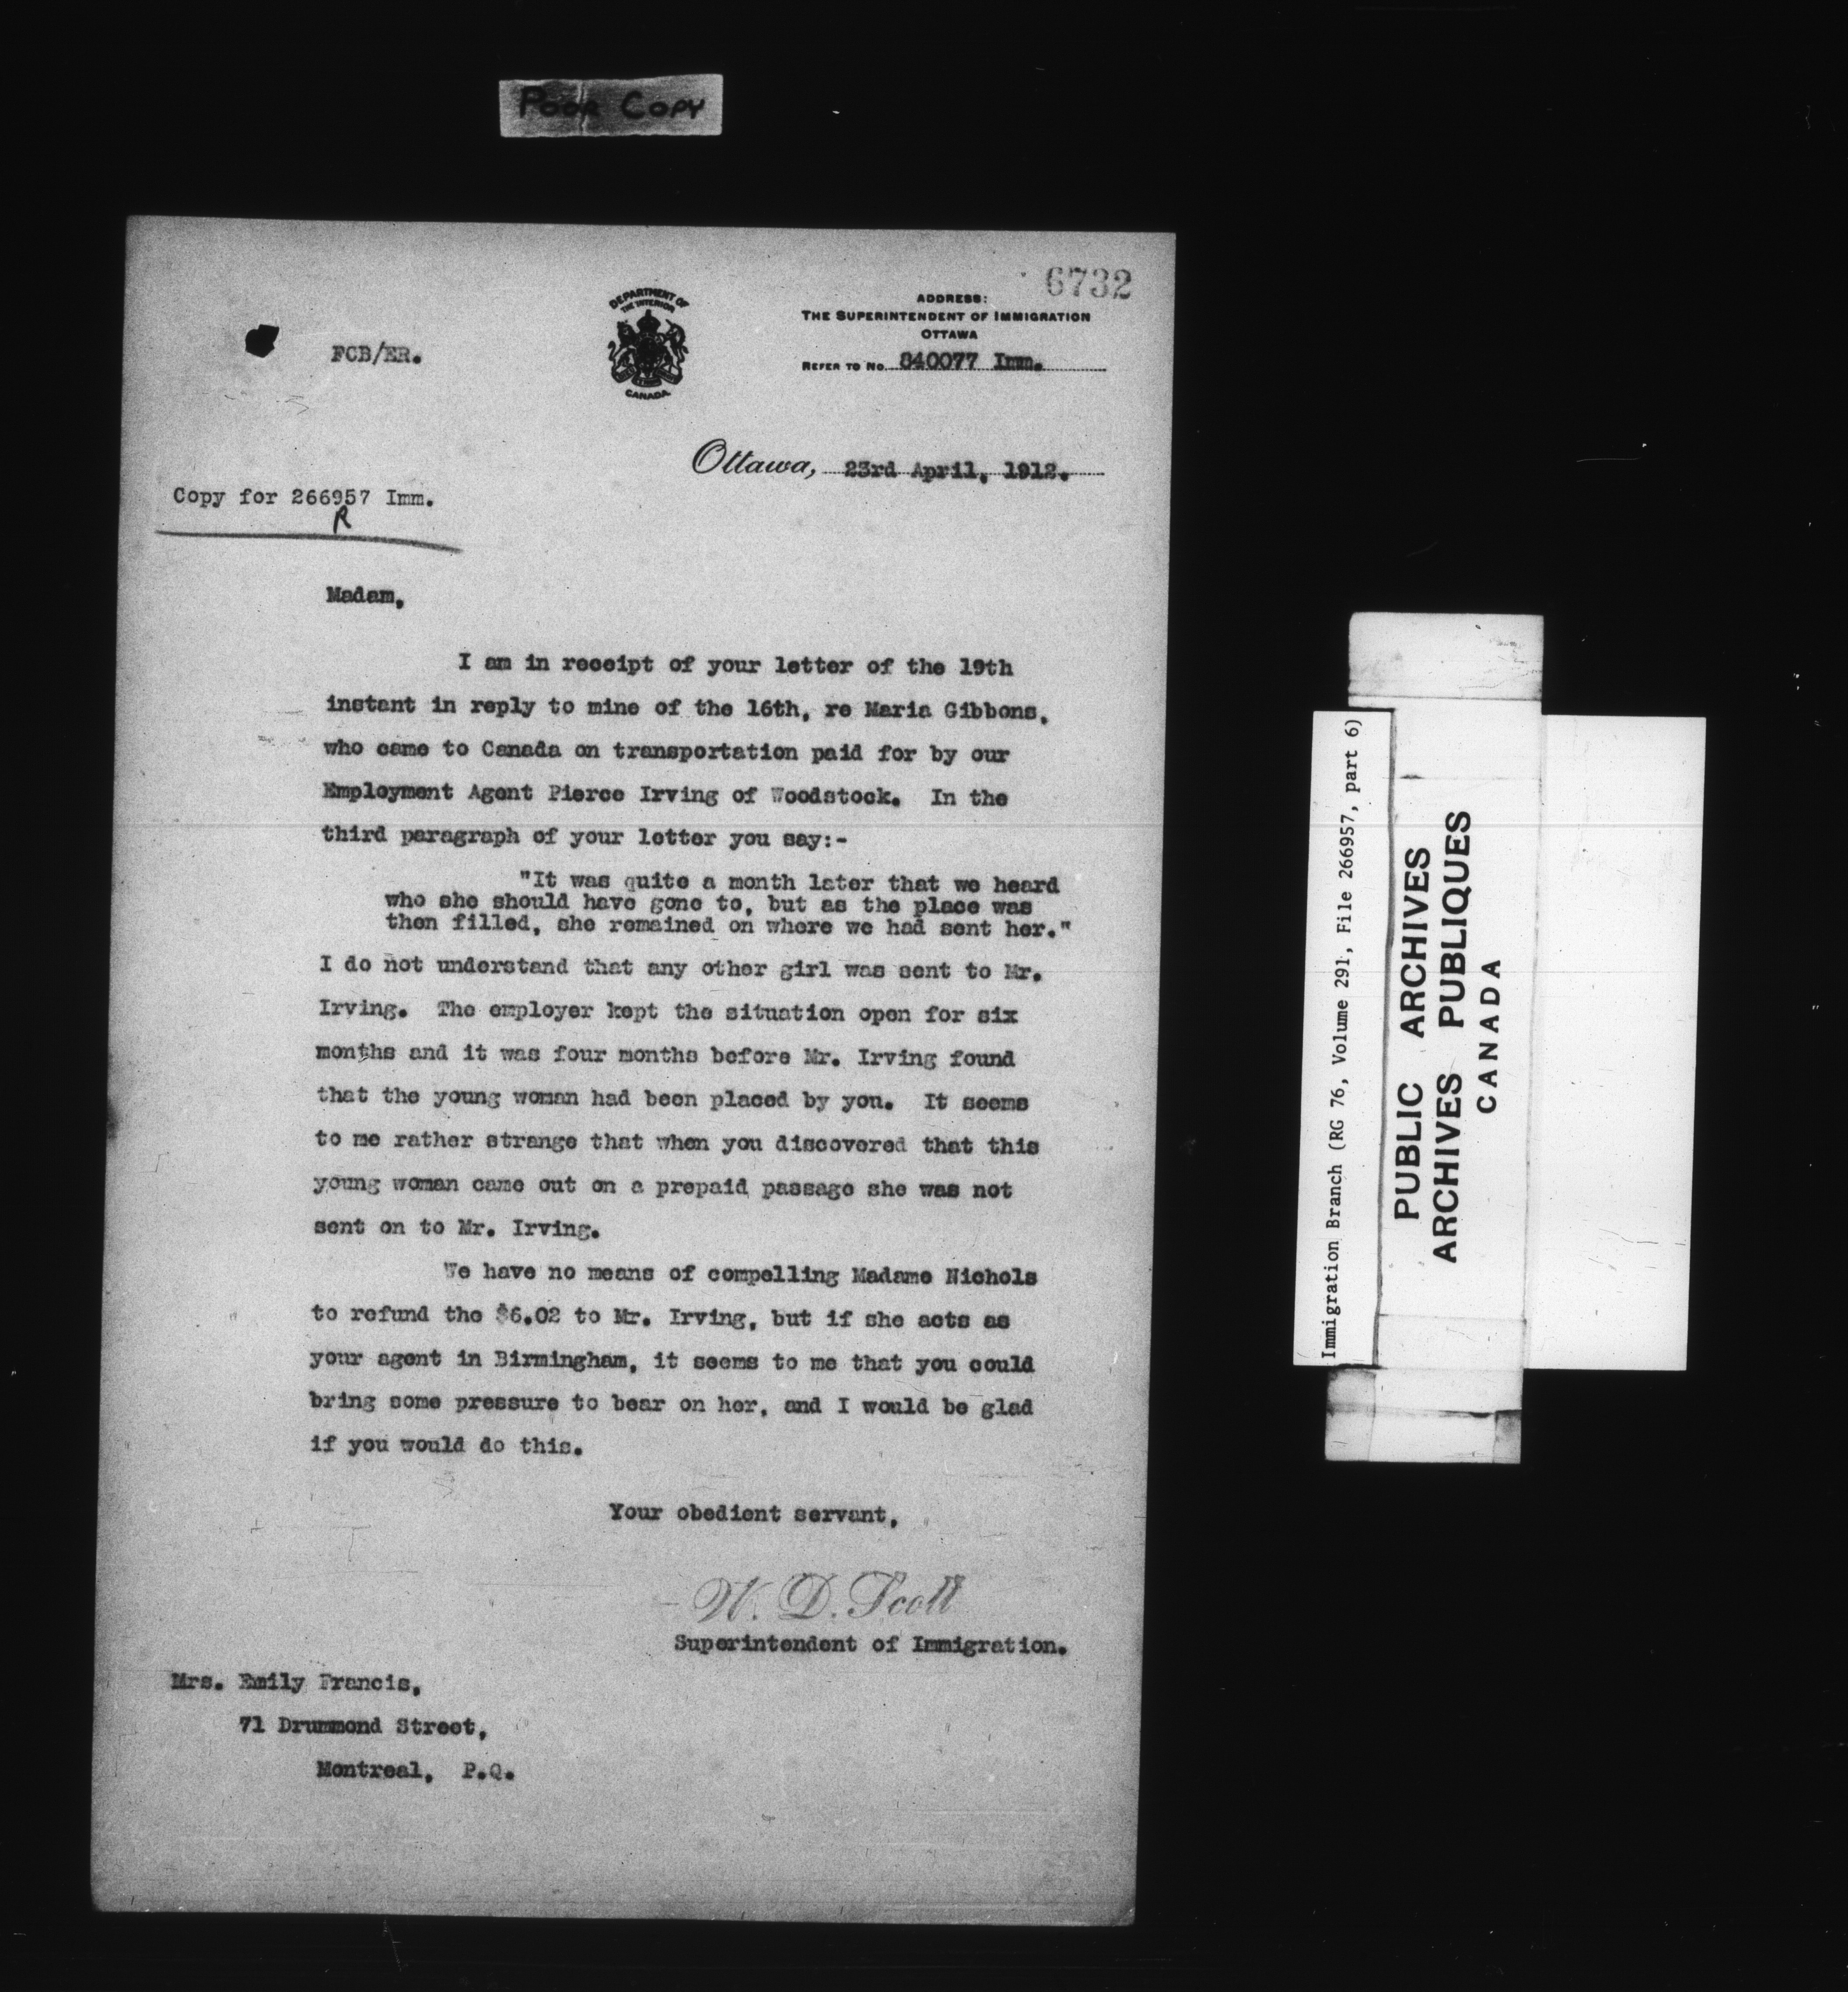 POOR COPY
6732
DEPARTMENT OF
THE INTERIOR
CANADA
ADDRESS:
THE SUPERINTENDENT OF IMMIGRATION
OTTAWA
REFER TO No. 840077 Imm.
FCB/ER.
Ottawa, 23rd April, 1912.
Copy for 266957 Imm.
R
Madam,
I am in receipt of your letter of the 19th
instant in reply to mine of the 16th, re Maria Gibbons,
who came to Canada on transportation paid for by our
Employment Agent Pierce Irving of Woodstock. In the
third paragraph of your letter you say:-
"It was quite a month later that we heard
who she should have gone to, but as the place was
then filled, she remained on where we had sent her."
I do not understand that any other girl was sent to Mr.
Irving. The employer kept the situation open for six
months and it was four months before Mr. Irving found
that the young woman had been placed by you. It seems
to me rather strange that when you discovered that this
young woman came out on a prepaid passage she was not
sent on to Mr. Irving.
We have no means of compelling Madame Nichols
to refund the $6.02 to Mr. Irving, but if she acts as
your agent in Birmingham, it seems to me that you could
bring some pressure to bear on her, and I would be glad
if you would do this.
Your obedient servant,
W. D. Scott
Superintendent of Immigration.
Mrs. Emily Francis,
71 Drummond Street,
Montreal, P.Q.
Immigration Branch (RG 76, Volume 291, File 266957, part 6)
PUBLIC ARCHIVES
ARCHIVES PUBLIQUES
CANADA